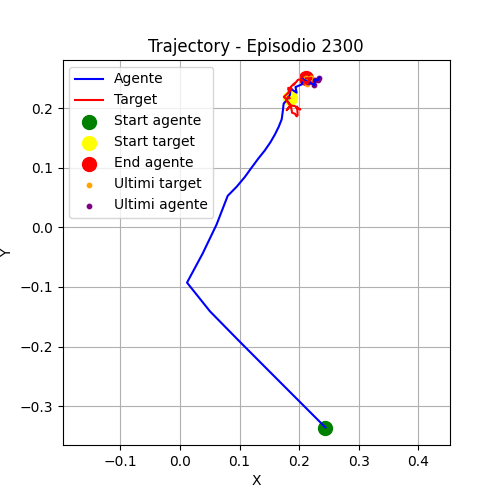 Trajectory - Episodio 2300
Agente
Target
Start agente
Start target
End agente
Ultimi target
Ultimi agente
0.2
0.1
0.0
−0.1
−0.2
−0.3
Y
−0.1
0.0
0.1
0.2
0.3
0.4
X